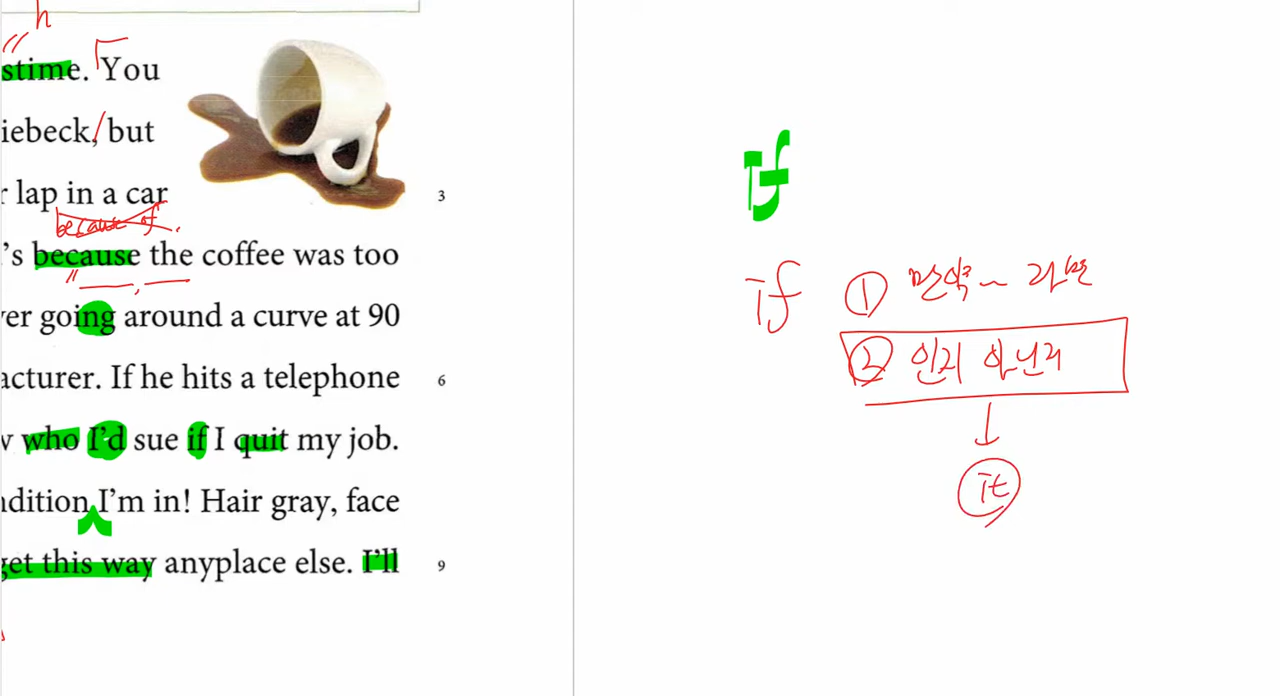 h
stime. You
iebeck, but
r lap in a car
because of
's because the coffee was too
ver going around a curve at 90
acturer. If he hits a telephone
w who I'd sue if I quit my job.
ndition I'm in! Hair gray, face
get this way anyplace else. I'll
3
6
9
if
if ①만약~ 라면
② 인지 아닌지
it